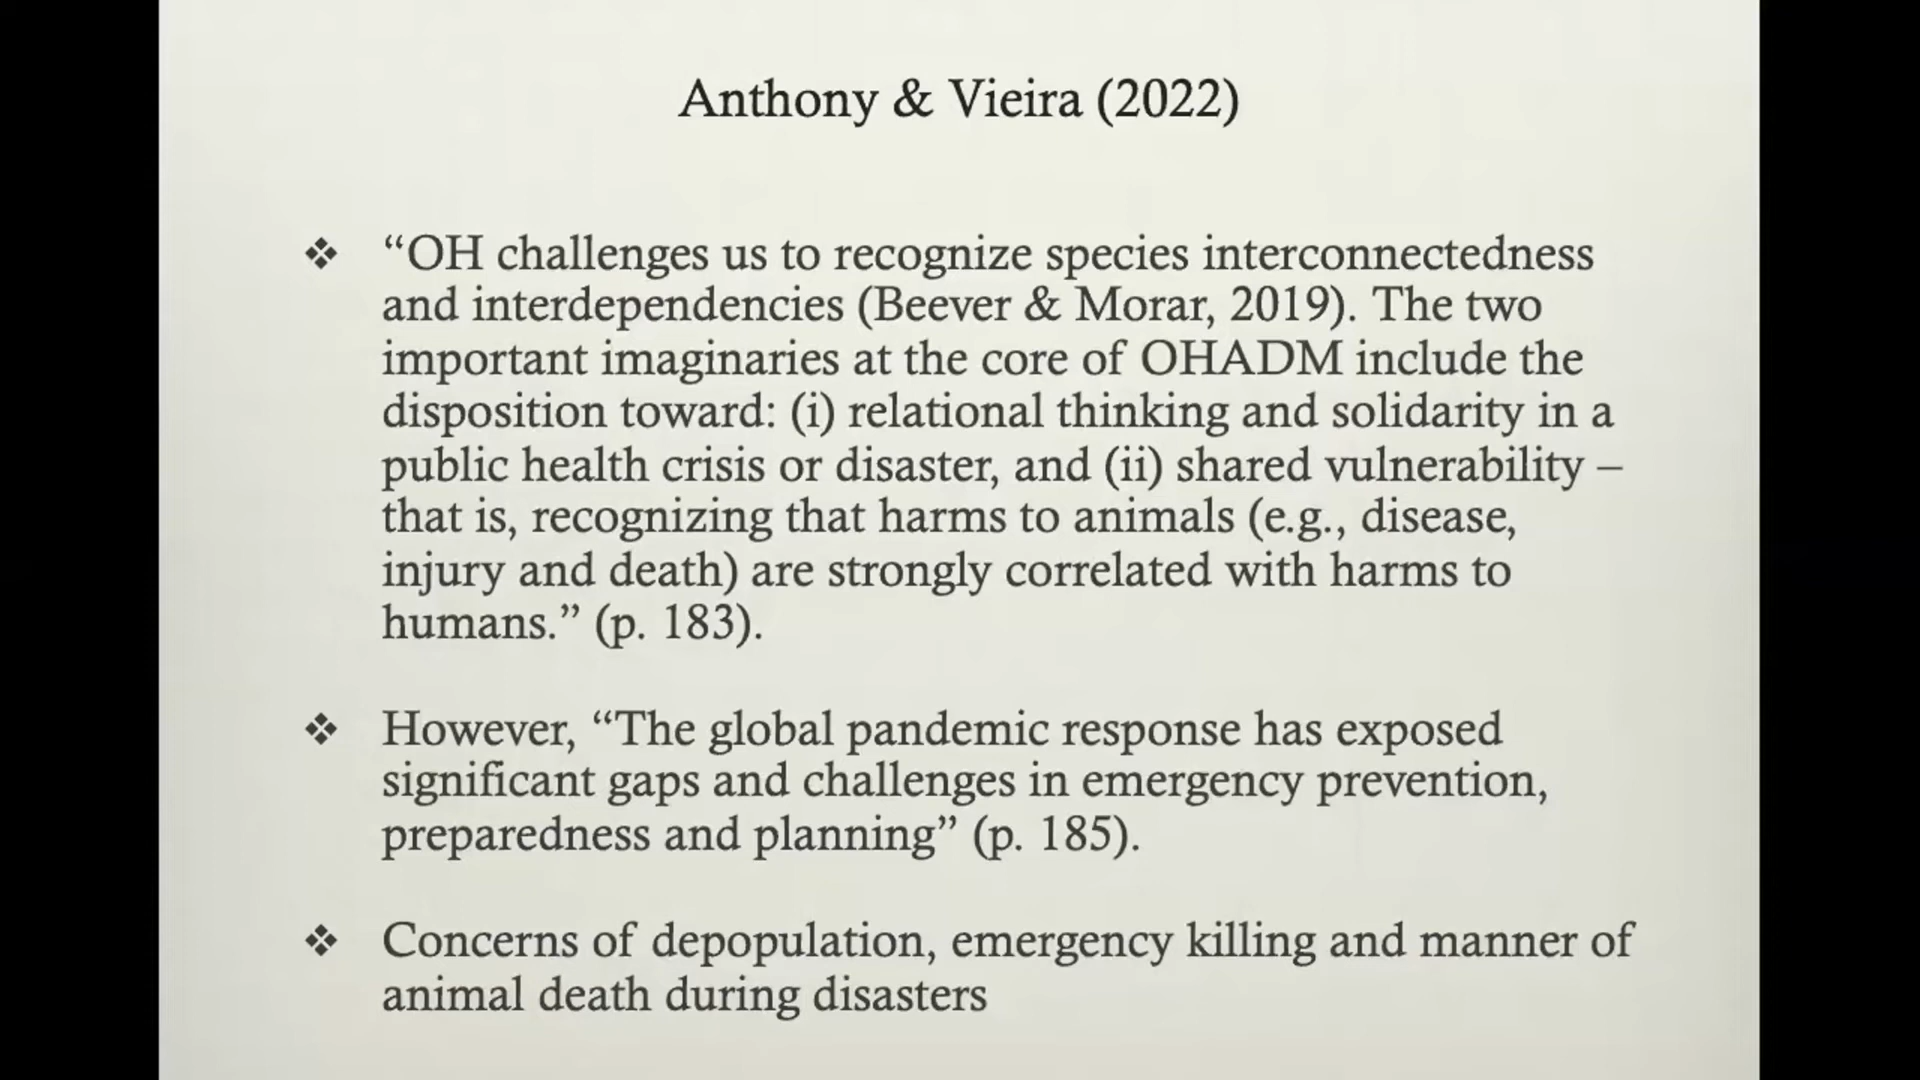 Anthony & Vieira (2022)
❖ “OH challenges us to recognize species interconnectedness
and interdependencies (Beever & Morar, 2019). The two
important imaginaries at the core of OHADM include the
disposition toward: (i) relational thinking and solidarity in a
public health crisis or disaster, and (ii) shared vulnerability –
that is, recognizing that harms to animals (e.g., disease,
injury and death) are strongly correlated with harms to
humans.” (p. 183).
❖ However, “The global pandemic response has exposed
significant gaps and challenges in emergency prevention,
preparedness and planning” (p. 185).
❖ Concerns of depopulation, emergency killing and manner of
animal death during disasters